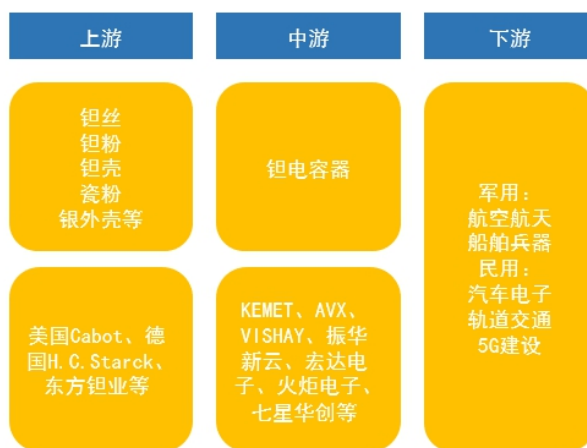 上游
中游
下游
钽丝
钽粉
钽壳
瓷粉
银外壳等
钽电容器
军用：
航空航天
船舶兵器
民用：
汽车电子
轨道交通
5G建设
美国Cabot、德
国H.C.Starck、
东方钽业等
KEMET、AVX、
VISHAY、振华
新云、宏达电
子、火炬电子、
七星华创等